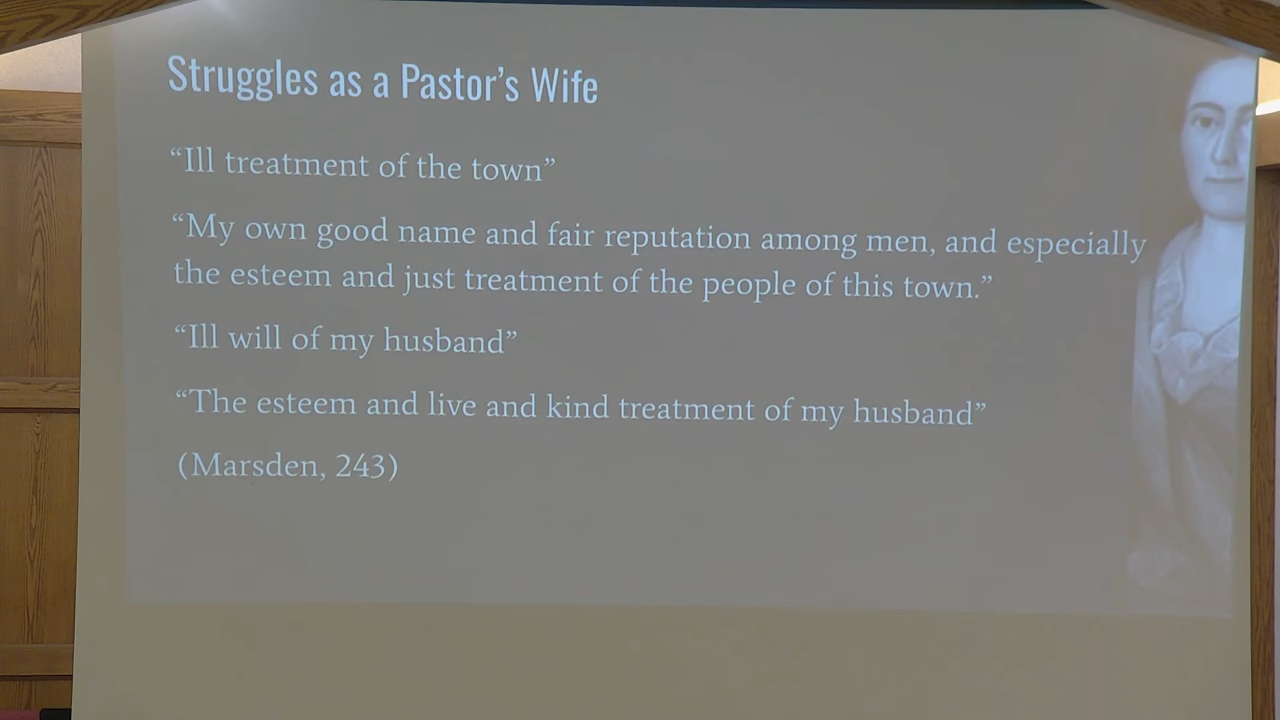 Struggles as a Pastor’s Wife
“Ill treatment of the town”
“My own good name and fair reputation among men, and especially
the esteem and just treatment of the people of this town.”
“Ill will of my husband”
“The esteem and live and kind treatment of my husband”
(Marsden, 243)